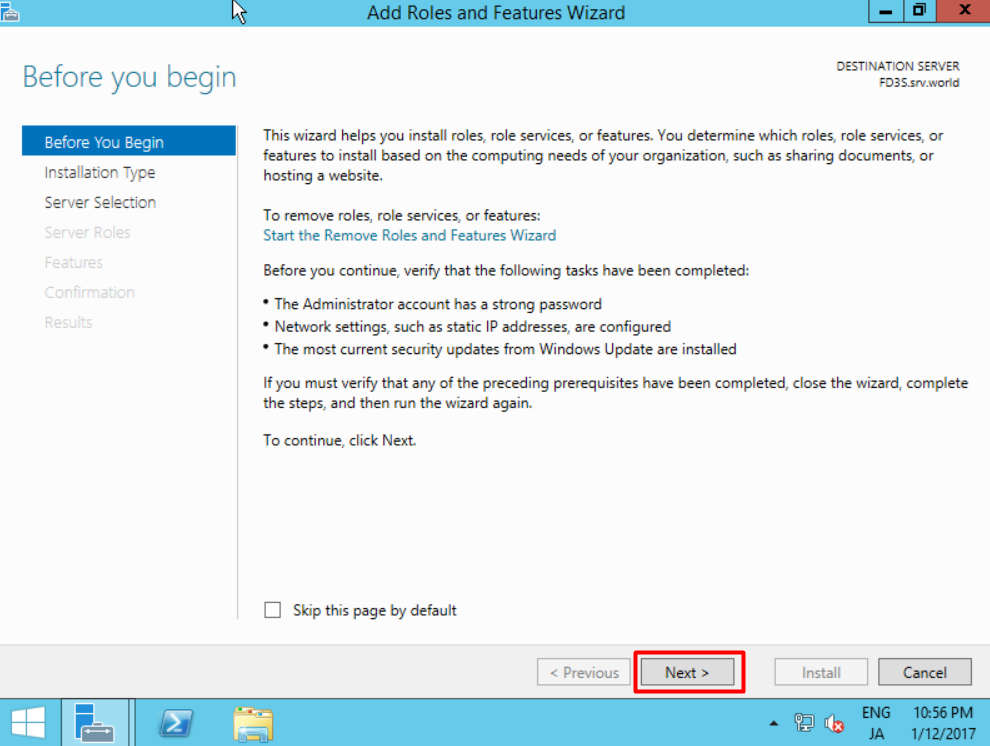 Add Roles and Features Wizard
x
Before you begin
DESTINATION SERVER
FD3S.srv.world
Before You Begin
Installation Type
Server Selection
Server Roles
Features
Confirmation
Results
This wizard helps you install roles, role services, or features. You determine which roles, role services, or
features to install based on the computing needs of your organization, such as sharing documents, or
hosting a website.
To remove roles, role services, or features:
Start the Remove Roles and Features Wizard
Before you continue, verify that the following tasks have been completed:
• The Administrator account has a strong password
• Network settings, such as static IP addresses, are configured
• The most current security updates from Windows Update are installed
If you must verify that any of the preceding prerequisites have been completed, close the wizard, complete
the steps, and then run the wizard again.
To continue, click Next.
Skip this page by default
< Previous
Next >
Install
Cancel
ENG
JA
10:56 PM
1/12/2017